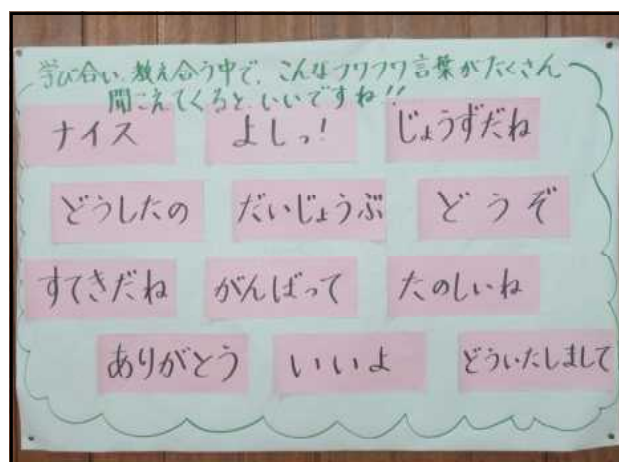 学び合い、教え合う中で、こんなフワフワ言葉がたくさん
聞こえてくると、いいですね!!
ナイス よしっ! じょうずだね
どうしたの だいじょうぶ どうぞ
すてきだね がんばって たのしいね
ありがとう いいよ どういたしまして